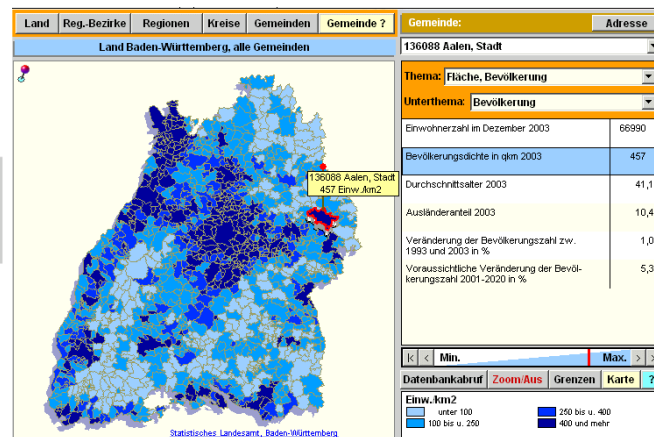 Land Reg.-Bezirke Regionen Kreise Gemeinden Gemeinde ?
Land Baden-Württemberg, alle Gemeinden
136088 Aalen, Stadt
457 Einw./km2
Statistisches Landesamt, Baden-Württemberg
Gemeinde: Adresse
136088 Aalen, Stadt
Thema: Fläche, Bevölkerung
Unterthema: Bevölkerung
Einwohnerzahl im Dezember 2003 66990
Bevölkerungsdichte in qkm 2003 457
Durchschnittsalter 2003 41,1
Ausländeranteil 2003 10,4
Veränderung der Bevölkerungszahl zw. 1,0
1993 und 2003 in %
Voraussichtliche Veränderung der Bevöl- 5,3
kerungszahl 2001-2020 in %
|< < Min. Max. > >
Datenbankabruf Zoom/Aus Grenzen Karte ?
Einw./km2
unter 100 250 bis u. 400
100 bis u. 250 400 und mehr